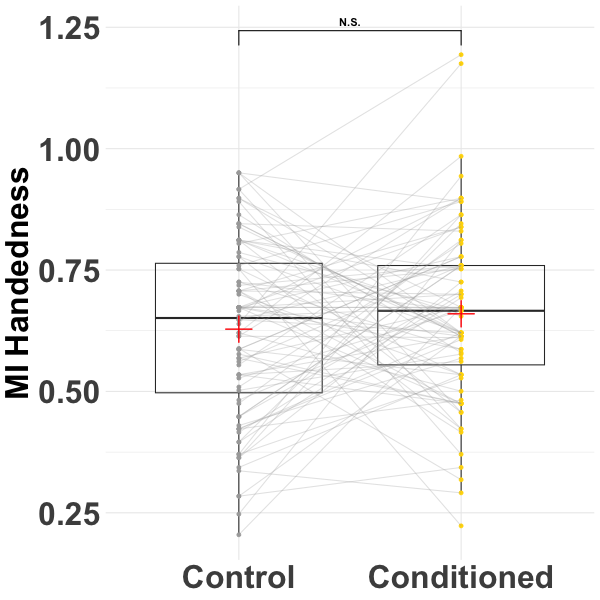 N.S.
1.25
1.00
0.75
0.50
0.25
MI Handedness
Control
Conditioned